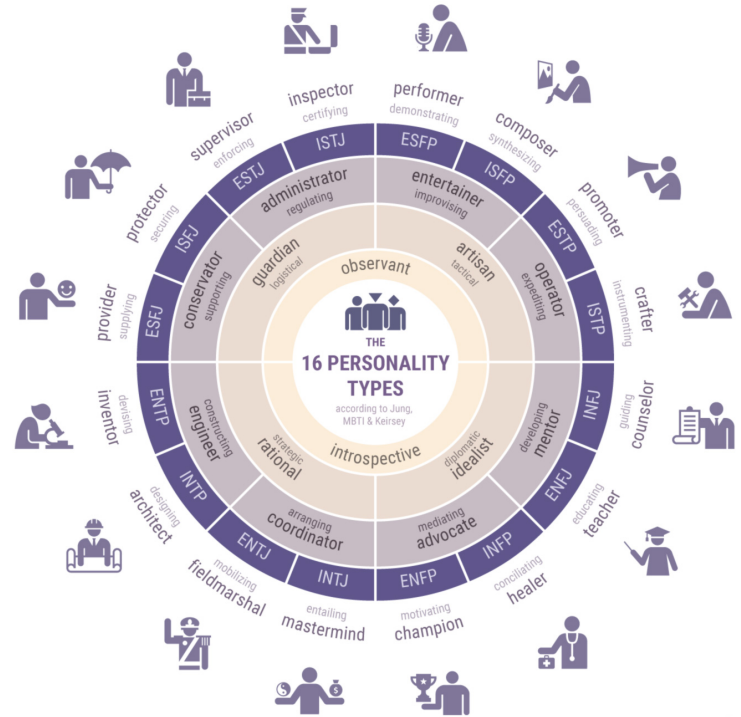 THE
16 PERSONALITY
TYPES
according to Jung,
MBTI & Keirsey
observant
introspective
guardian
logistical
artisan
tactical
diplomatic
idealist
strategic
rational
administrator
regulating
entertainer
improvising
operator
expediting
developing
mentor
mediating
advocate
arranging
coordinator
constructing
engineer
conservator
supporting
ISTJ
ESFP
ISFP
ESTP
ISTP
INFJ
ENFJ
INFP
ENFP
INTJ
ENTJ
INTP
ENTP
ESFJ
ISFJ
ESTJ
inspector
certifying
performer
demonstrating
composer
synthesizing
promoter
persuading
crafter
instrumenting
guiding
counselor
educating
teacher
conciliating
healer
motivating
champion
entailing
mastermind
mobilizing
fieldmarshal
designing
architect
devising
inventor
provider
supplying
protector
securing
supervisor
enforcing